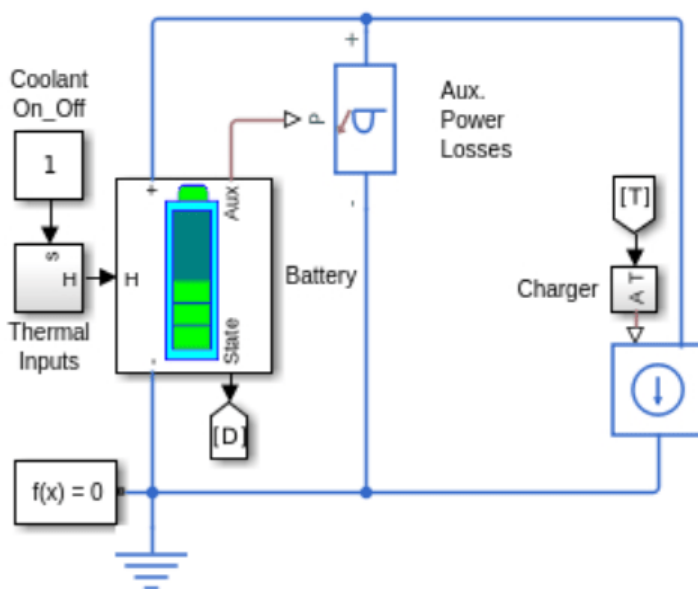 Coolant
On_Off
1
s
H
Thermal
Inputs
+
Aux
H
Battery
-
State
[D]
+
P
-
Aux.
Power
Losses
[T]
Charger
A T
f(x) = 0